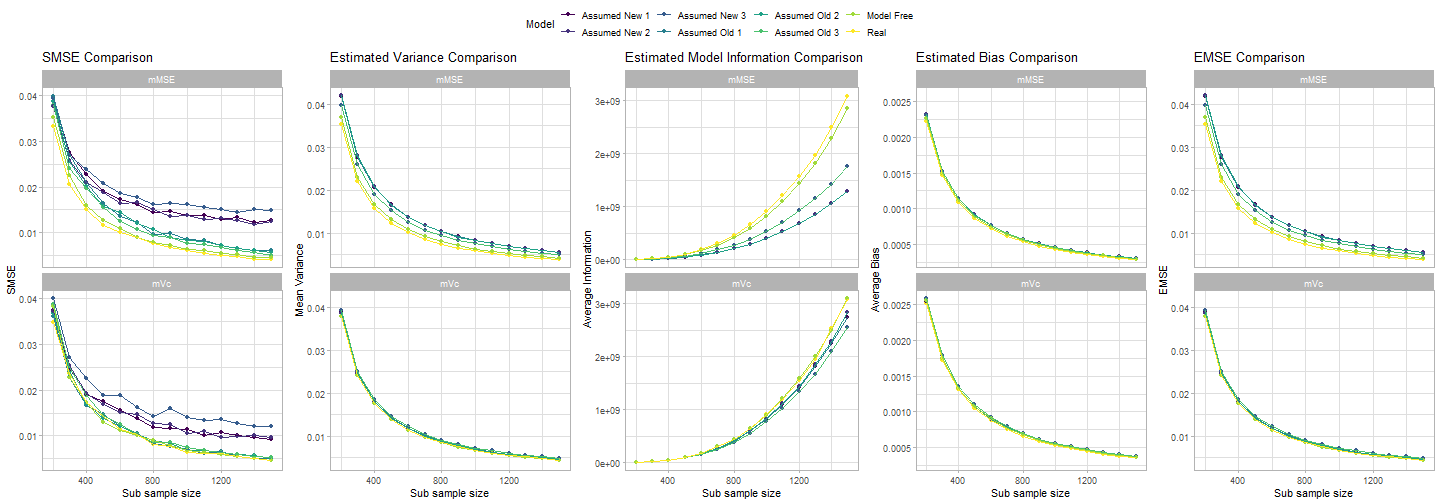 Model
Assumed New 1 Assumed New 3 Assumed Old 2 Model Free
Assumed New 2 Assumed Old 1 Assumed Old 3 Real
SMSE Comparison
mMSE
0.04
0.03
0.02
0.01
mVc
0.04
0.03
0.02
0.01
SMSE
400 800 1200
Sub sample size
Estimated Variance Comparison
mMSE
0.04
0.03
0.02
0.01
mVc
0.04
0.03
0.02
0.01
Mean Variance
400 800 1200
Sub sample size
Estimated Model Information Comparison
mMSE
3e+09
2e+09
1e+09
0e+00
mVc
3e+09
2e+09
1e+09
0e+00
Average Information
400 800 1200
Sub sample size
Estimated Bias Comparison
mMSE
0.0025
0.0020
0.0015
0.0010
0.0005
mVc
0.0025
0.0020
0.0015
0.0010
0.0005
Average Bias
400 800 1200
Sub sample size
EMSE Comparison
mMSE
0.04
0.03
0.02
0.01
mVc
0.04
0.03
0.02
0.01
EMSE
400 800 1200
Sub sample size